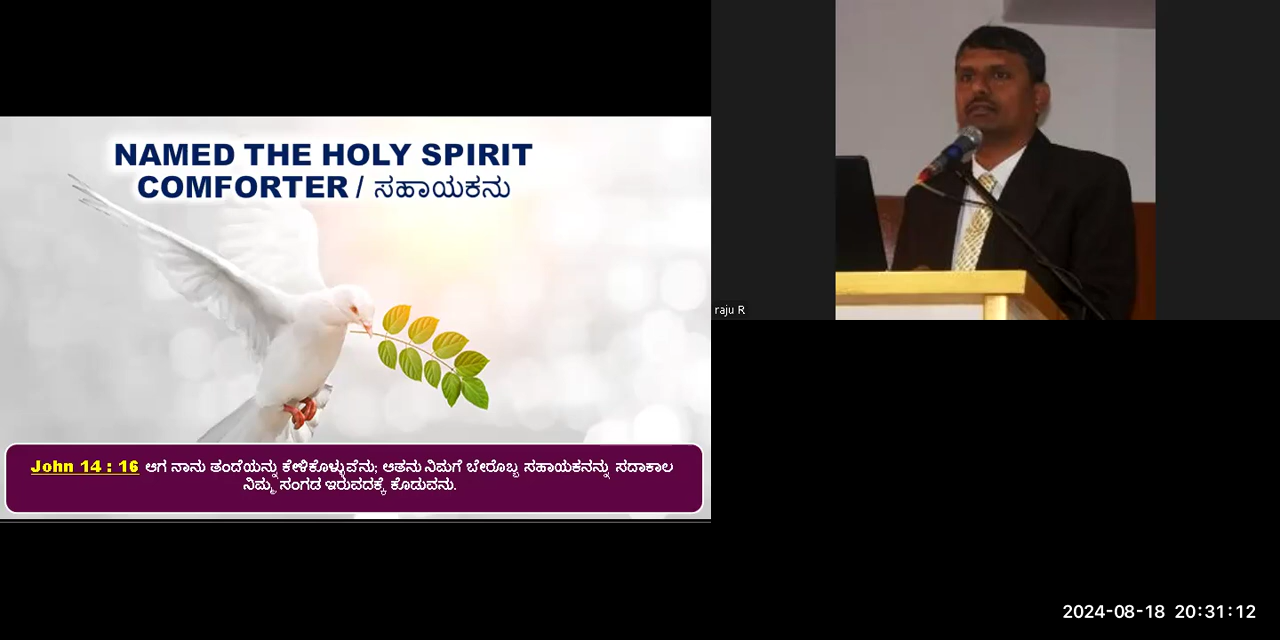 NAMED THE HOLY SPIRIT
COMFORTER / ಸಹಾಯಕನು
John 14 : 16 ಆಗ ನಾನು ತಂದೆಯನ್ನು ಕೇಳಿಕೊಳ್ಳುವೆನು; ಆತನು ನಿಮಗೆ ಬೇರೊಬ್ಬ ಸಹಾಯಕನನ್ನು ಸದಾಕಾಲ
ನಿಮ್ಮ ಸಂಗಡ ಇರುವದಕ್ಕೆ ಕೊಡುವನು.
raju R
2024-08-18 20:31:12